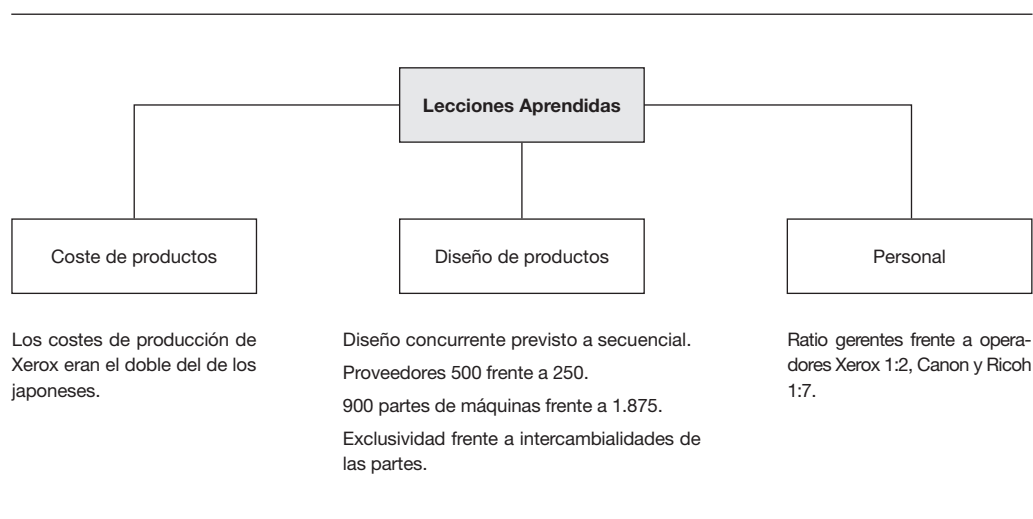 Lecciones Aprendidas
Coste de productos
Diseño de productos
Personal
Los costes de producción de
Xerox eran el doble del de los
japoneses.
Diseño concurrente previsto a secuencial.
Proveedores 500 frente a 250.
900 partes de máquinas frente a 1.875.
Exclusividad frente a intercambialidades de
las partes.
Ratio gerentes frente a opera-
dores Xerox 1:2, Canon y Ricoh
1:7.